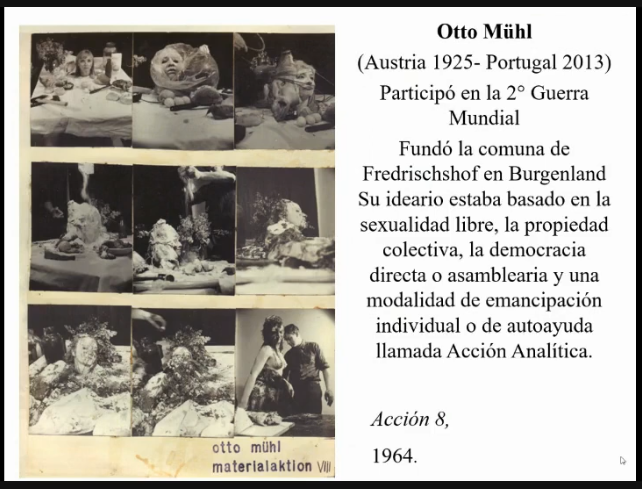 Otto Mühl
(Austria 1925- Portugal 2013)
Participó en la 2° Guerra
Mundial
Fundó la comuna de
Fredrischshof en Burgenland
Su ideario estaba basado en la
sexualidad libre, la propiedad
colectiva, la democracia
directa o asamblearia y una
modalidad de emancipación
individual o de autoayuda
llamada Acción Analítica.
Acción 8,
1964.
otto mühl
materialaktion VIII